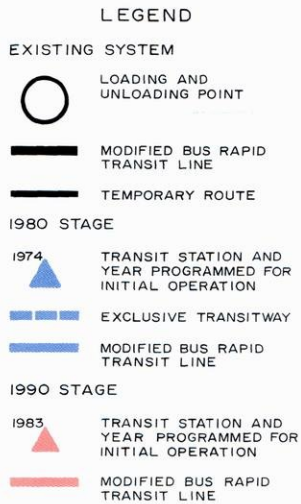 LEGEND
EXISTING SYSTEM
LOADING AND
UNLOADING POINT
MODIFIED BUS RAPID
TRANSIT LINE
TEMPORARY ROUTE
1980 STAGE
1974
TRANSIT STATION AND
YEAR PROGRAMMED FOR
INITIAL OPERATION
EXCLUSIVE TRANSITWAY
MODIFIED BUS RAPID
TRANSIT LINE
1990 STAGE
1983
TRANSIT STATION AND
YEAR PROGRAMMED FOR
INITIAL OPERATION
MODIFIED BUS RAPID
TRANSIT LINE